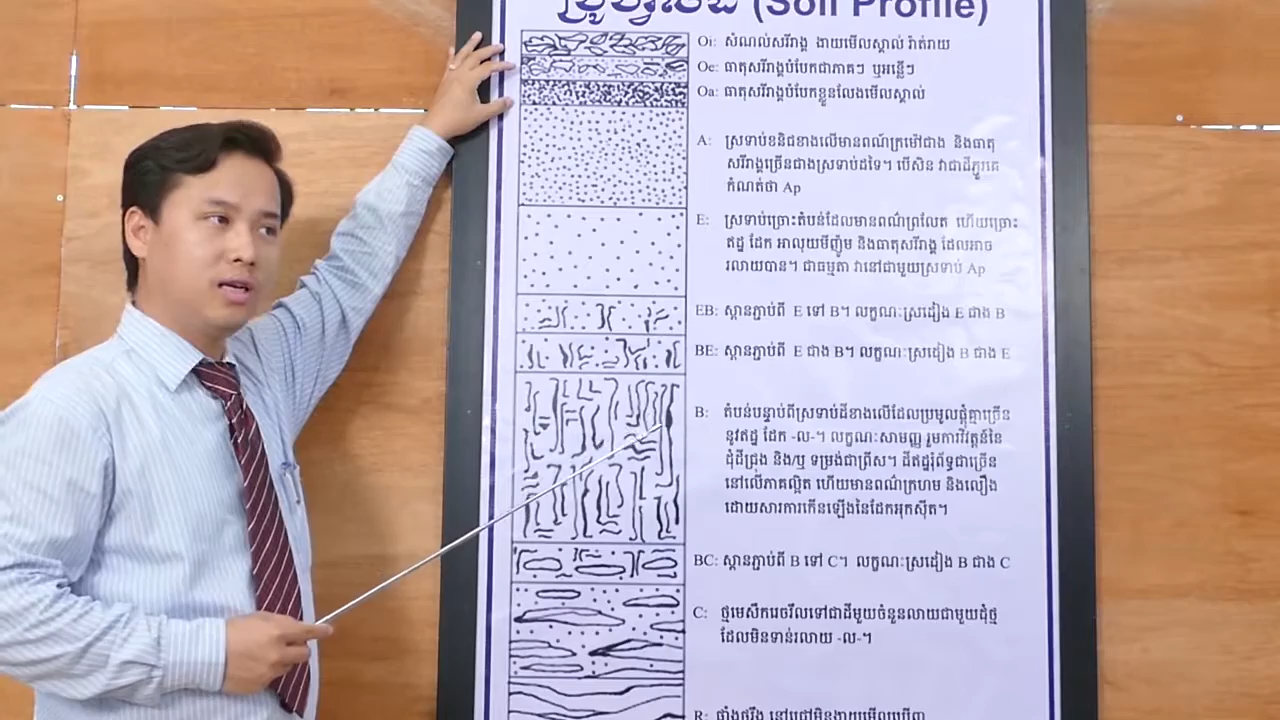 (Soil Profile)
Oi: សំណល់សរីរាង្គ ងាយមើលស្គាល់ រ៉ាត់រាយ
Oe: ធាតុសរីរាង្គបំបែកជាភាគៗ ឬអន្លើៗ
Oa: ធាតុសរីរាង្គបំបែកខ្លួនលែងមើលស្គាល់
A: ស្រទាប់ខនិជខាងលើមានពណ៌ក្រមៅជាង និងធាតុ
សរីរាង្គច្រើនជាងស្រទាប់ដទៃ។ បើសិន វាជាដីភ្ជួរគេ
កំណត់ថា Ap
E: ស្រទាប់ច្រោះតំបន់ដែលមានពណ៌ព្រលែត ហើយច្រោះ
ឥដ្ឋ ដែក អាលុយមីញ៉ូម និងធាតុសរីរាង្គ ដែលអាច
រលាយបាន។ ជាធម្មតា វានៅជាមួយស្រទាប់ Ap
EB: ស្ពានភ្ជាប់ពី E ទៅ B។ លក្ខណៈស្រដៀង E ជាង B
BE: ស្ពានភ្ជាប់ពី E ជាង B។ លក្ខណៈស្រដៀង B ជាង E
B: តំបន់បន្ទាប់ពីស្រទាប់ដីខាងលើដែលប្រមូលផ្តុំគ្នាច្រើន
នូវឥដ្ឋ ដែក -ល-។ លក្ខណៈសាមញ្ញ រួមការវិវត្តន៍នៃ
ដុំដីជ្រុង និង/ឬ ទម្រង់ជាព្រីស។ ដីឥដ្ឋរុំព័ទ្ធជាច្រើន
នៅលើភាគល្អិត ហើយមានពណ៌ក្រហម និងលឿង
ដោយសារការកើនឡើងនៃដែកអុកស៊ីត។
BC: ស្ពានភ្ជាប់ពី B ទៅ C។ លក្ខណៈស្រដៀង B ជាង C
C: ថ្មមេសឹករេចរឹលទៅជាដីមួយចំនួនលាយជាមួយដុំថ្ម
ដែលមិនទាន់រលាយ -ល-។
R: